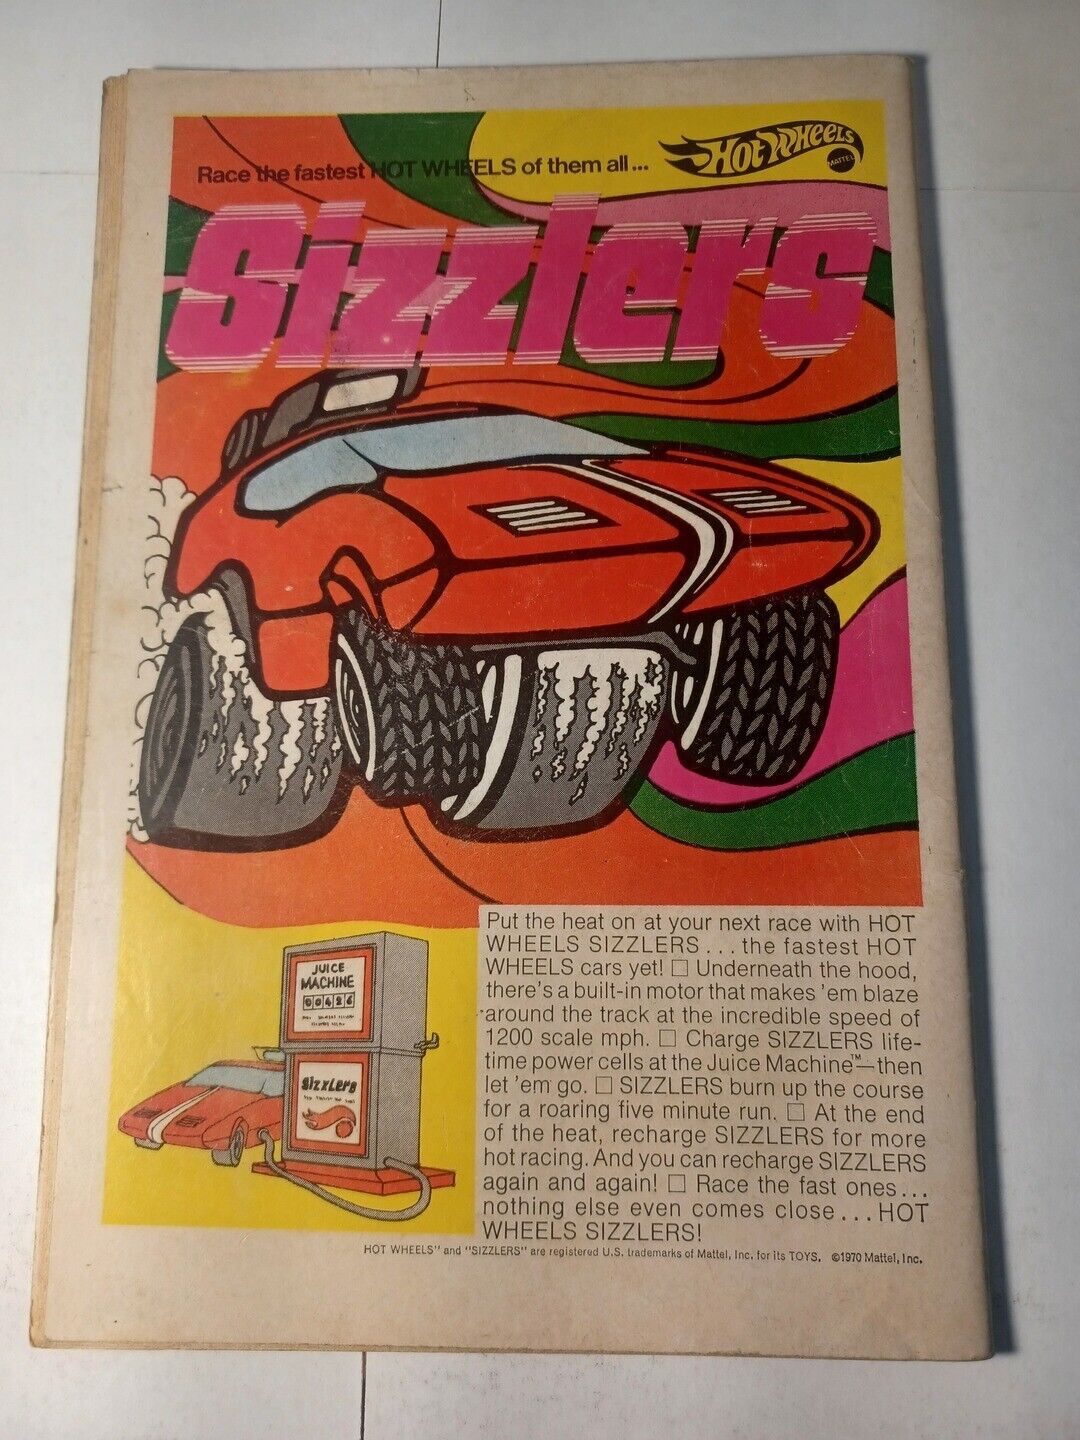 Race the fastest HOT WHEELS of them all...
Hot Wheels
MATTEL
Sizzlers
Put the heat on at your next race with HOT
WHEELS SIZZLERS...the fastest HOT
WHEELS cars yet! □ Underneath the hood,
there's a built-in motor that makes 'em blaze
around the track at the incredible speed of
1200 scale mph. □ Charge SIZZLERS life-
time power cells at the Juice Machine™—then
let 'em go. □ SIZZLERS burn up the course
for a roaring five minute run. □ At the end
of the heat, recharge SIZZLERS for more
hot racing. And you can recharge SIZZLERS
again and again! □ Race the fast ones...
nothing else even comes close...HOT
WHEELS SIZZLERS!
JUICE
MACHINE
00426
SizzLerS
HOT WHEELS" and "SIZZLERS" are registered U.S. trademarks of Mattel, Inc. for its TOYS. ©1970 Mattel, Inc.